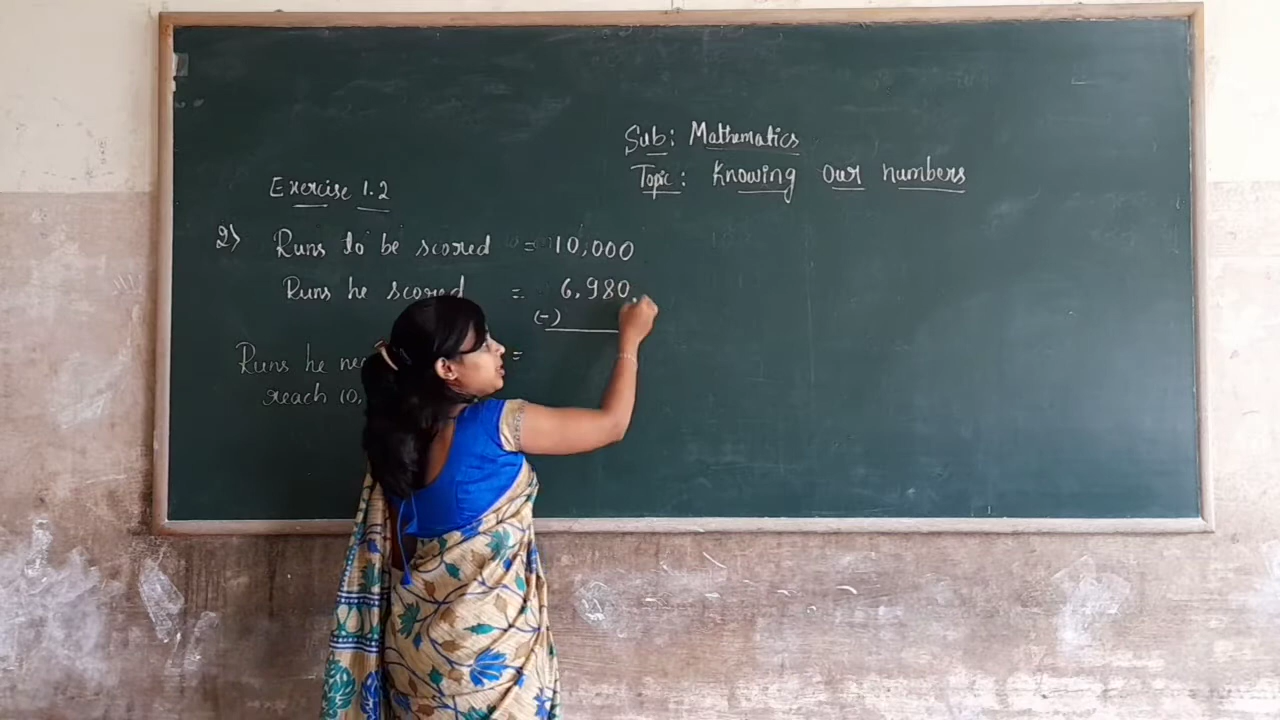 Sub: Mathematics
Topic: Knowing our numbers
Exercise 1.2
2) Runs to be scored = 10,000
Runs he scored = 6,980
(-)
Runs he =
reach 10,